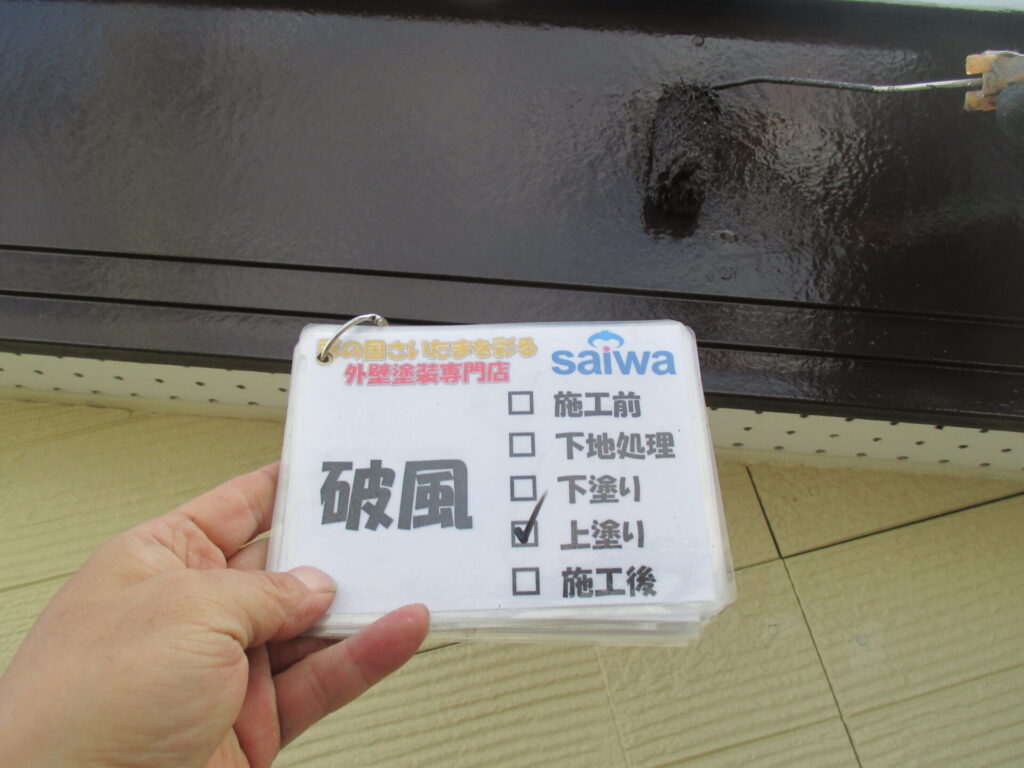 彩の国さいたまを彩る
外壁塗装専門店
saiwa
破風
施工前
下地処理
下塗り
上塗り
施工後